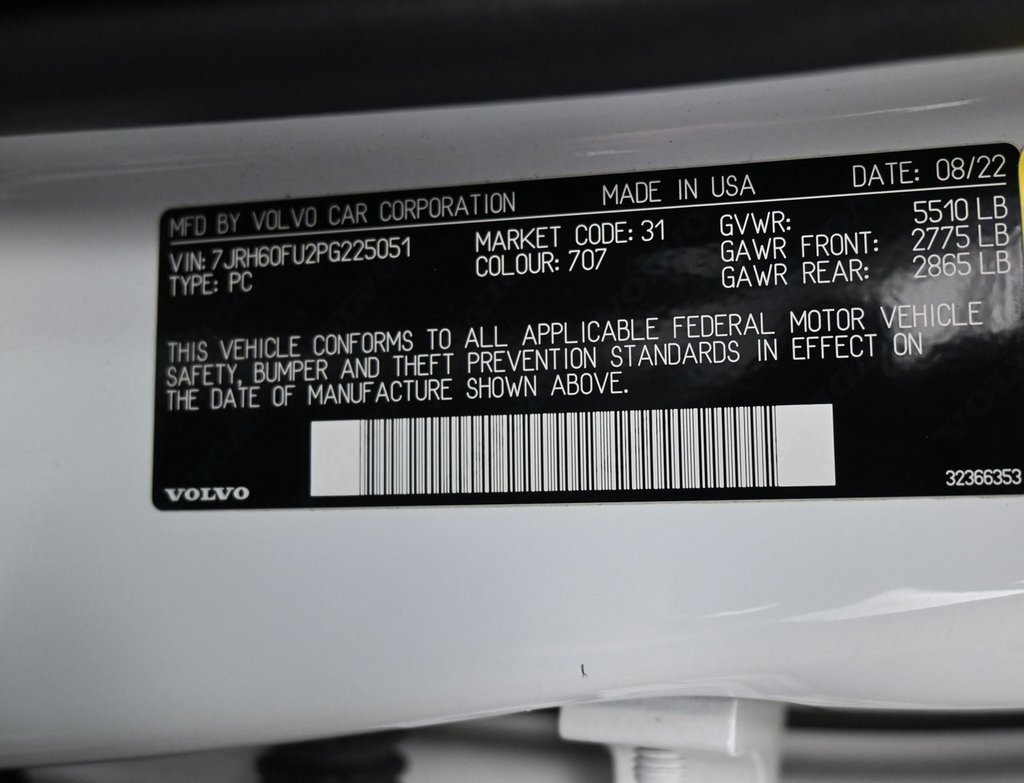 MFD BY VOLVO CAR CORPORATION MADE IN USA DATE: 08/22
VIN: 7JRH60FU2PG225051 MARKET CODE: 31 GVWR: 5510 LB
TYPE: PC COLOUR: 707 GAWR FRONT: 2775 LB
GAWR REAR: 2865 LB
THIS VEHICLE CONFORMS TO ALL APPLICABLE FEDERAL MOTOR VEHICLE
SAFETY, BUMPER AND THEFT PREVENTION STANDARDS IN EFFECT ON
THE DATE OF MANUFACTURE SHOWN ABOVE.
VOLVO 32366353